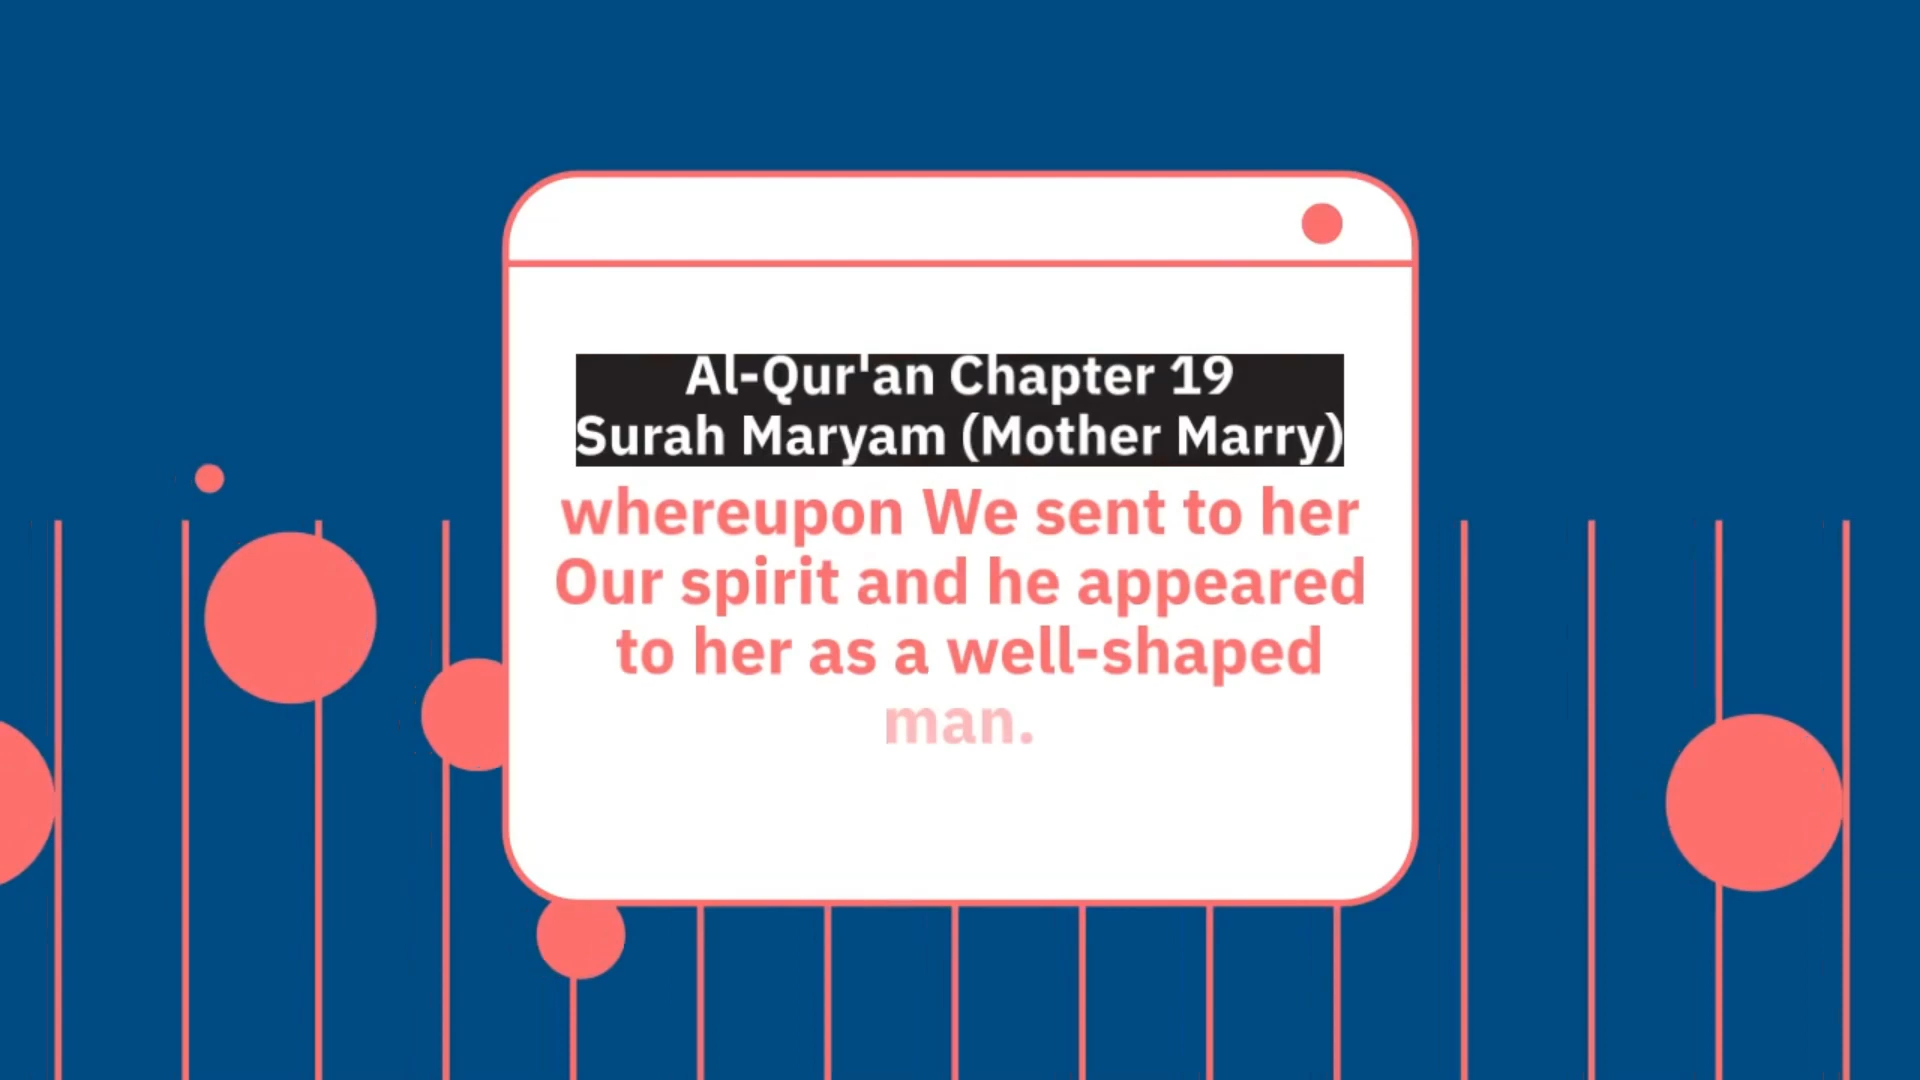 Al-Qur'an Chapter 19
Surah Maryam (Mother Marry)
whereupon We sent to her
Our spirit and he appeared
to her as a well-shaped
man.